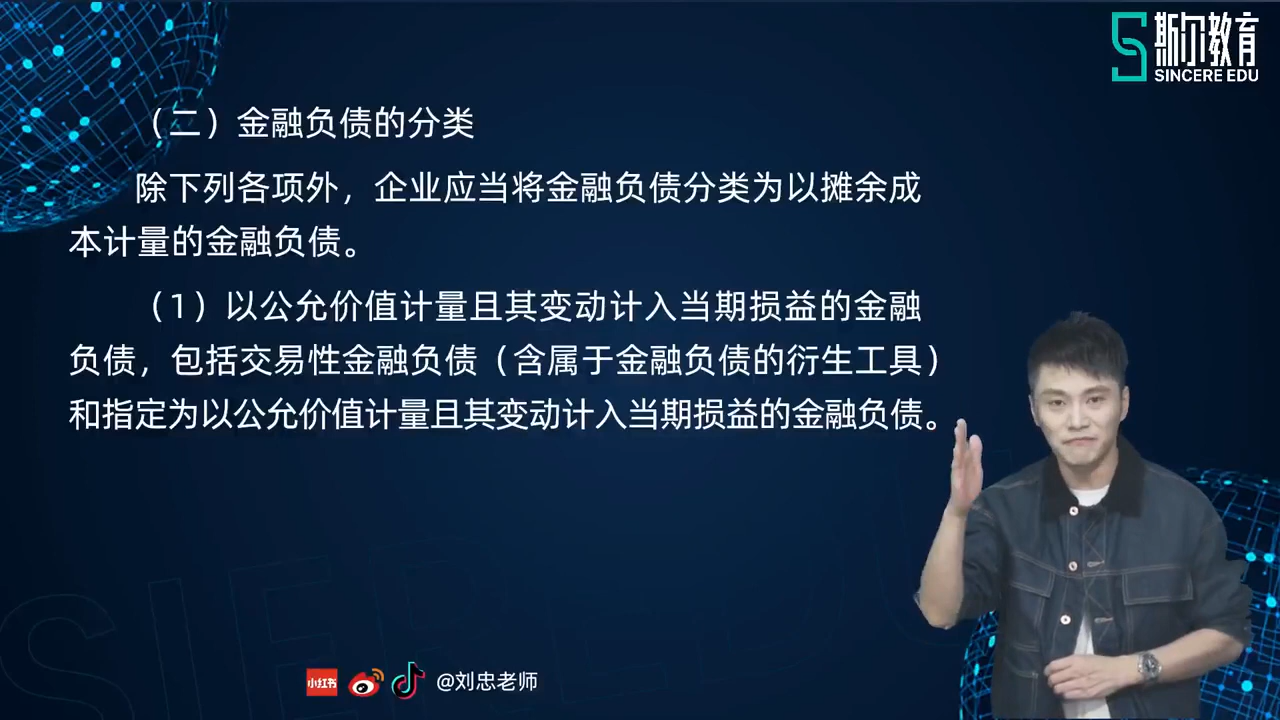 斯尔教育
SINCERE EDU
（二）金融负债的分类
除下列各项外，企业应当将金融负债分类为以摊余成
本计量的金融负债。
（1）以公允价值计量且其变动计入当期损益的金融
负债，包括交易性金融负债（含属于金融负债的衍生工具）
和指定为以公允价值计量且其变动计入当期损益的金融负债。
小红书
@刘忠老师